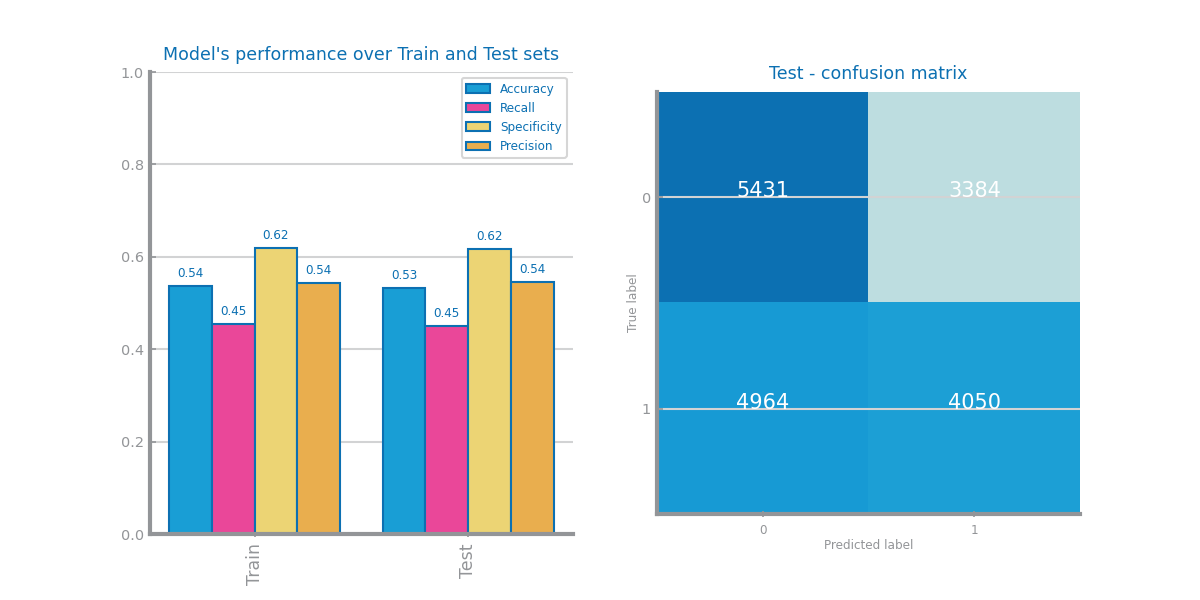 Model's performance over Train and Test sets
1.0
0.8
0.6
0.4
0.2
0.0
Accuracy
Recall
Specificity
Precision
0.54
0.45
0.62
0.54
0.53
0.45
0.62
0.54
Train
Test
Test - confusion matrix
True label
0
1
5431
3384
4964
4050
0
1
Predicted label